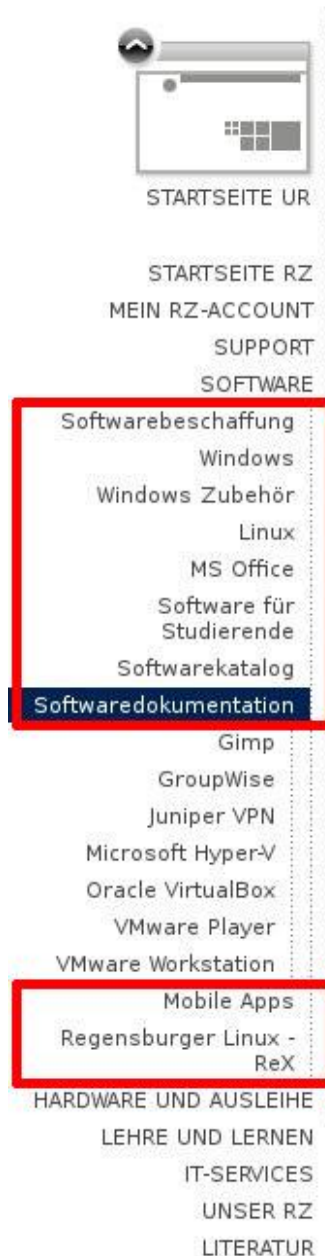 STARTSEITE UR
STARTSEITE RZ
MEIN RZ-ACCOUNT
SUPPORT
SOFTWARE
Softwarebeschaffung
Windows
Windows Zubehör
Linux
MS Office
Software für
Studierende
Softwarekatalog
Softwaredokumentation
Gimp
GroupWise
Juniper VPN
Microsoft Hyper-V
Oracle VirtualBox
VMware Player
VMware Workstation
Mobile Apps
Regensburger Linux -
ReX
HARDWARE UND AUSLEIHE
LEHRE UND LERNEN
IT-SERVICES
UNSER RZ
LITERATUR